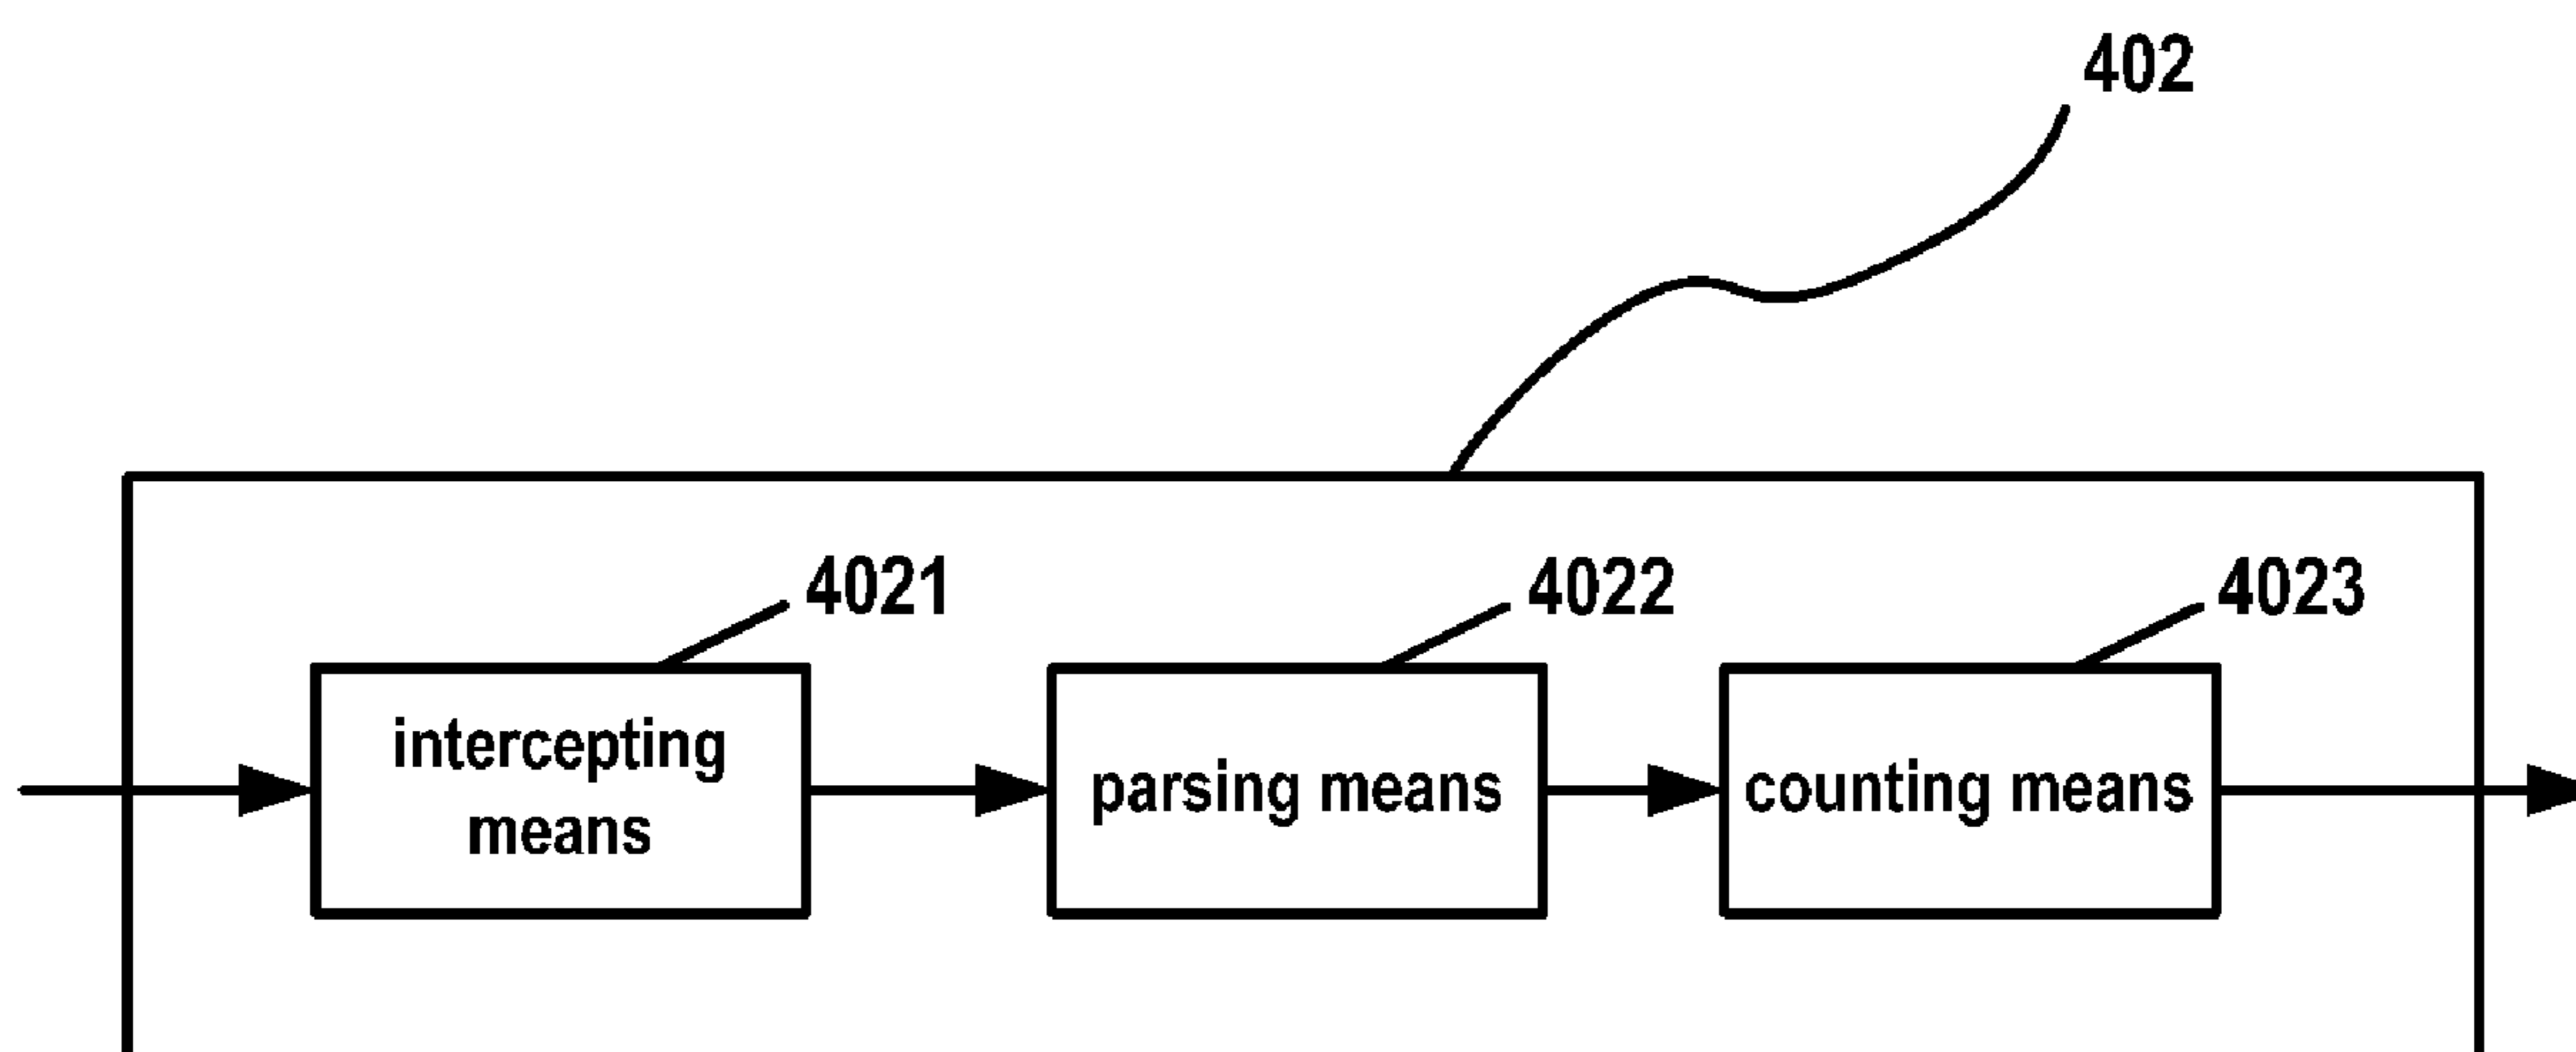 402
4021
4022
4023
intercepting
means
parsing means
counting means